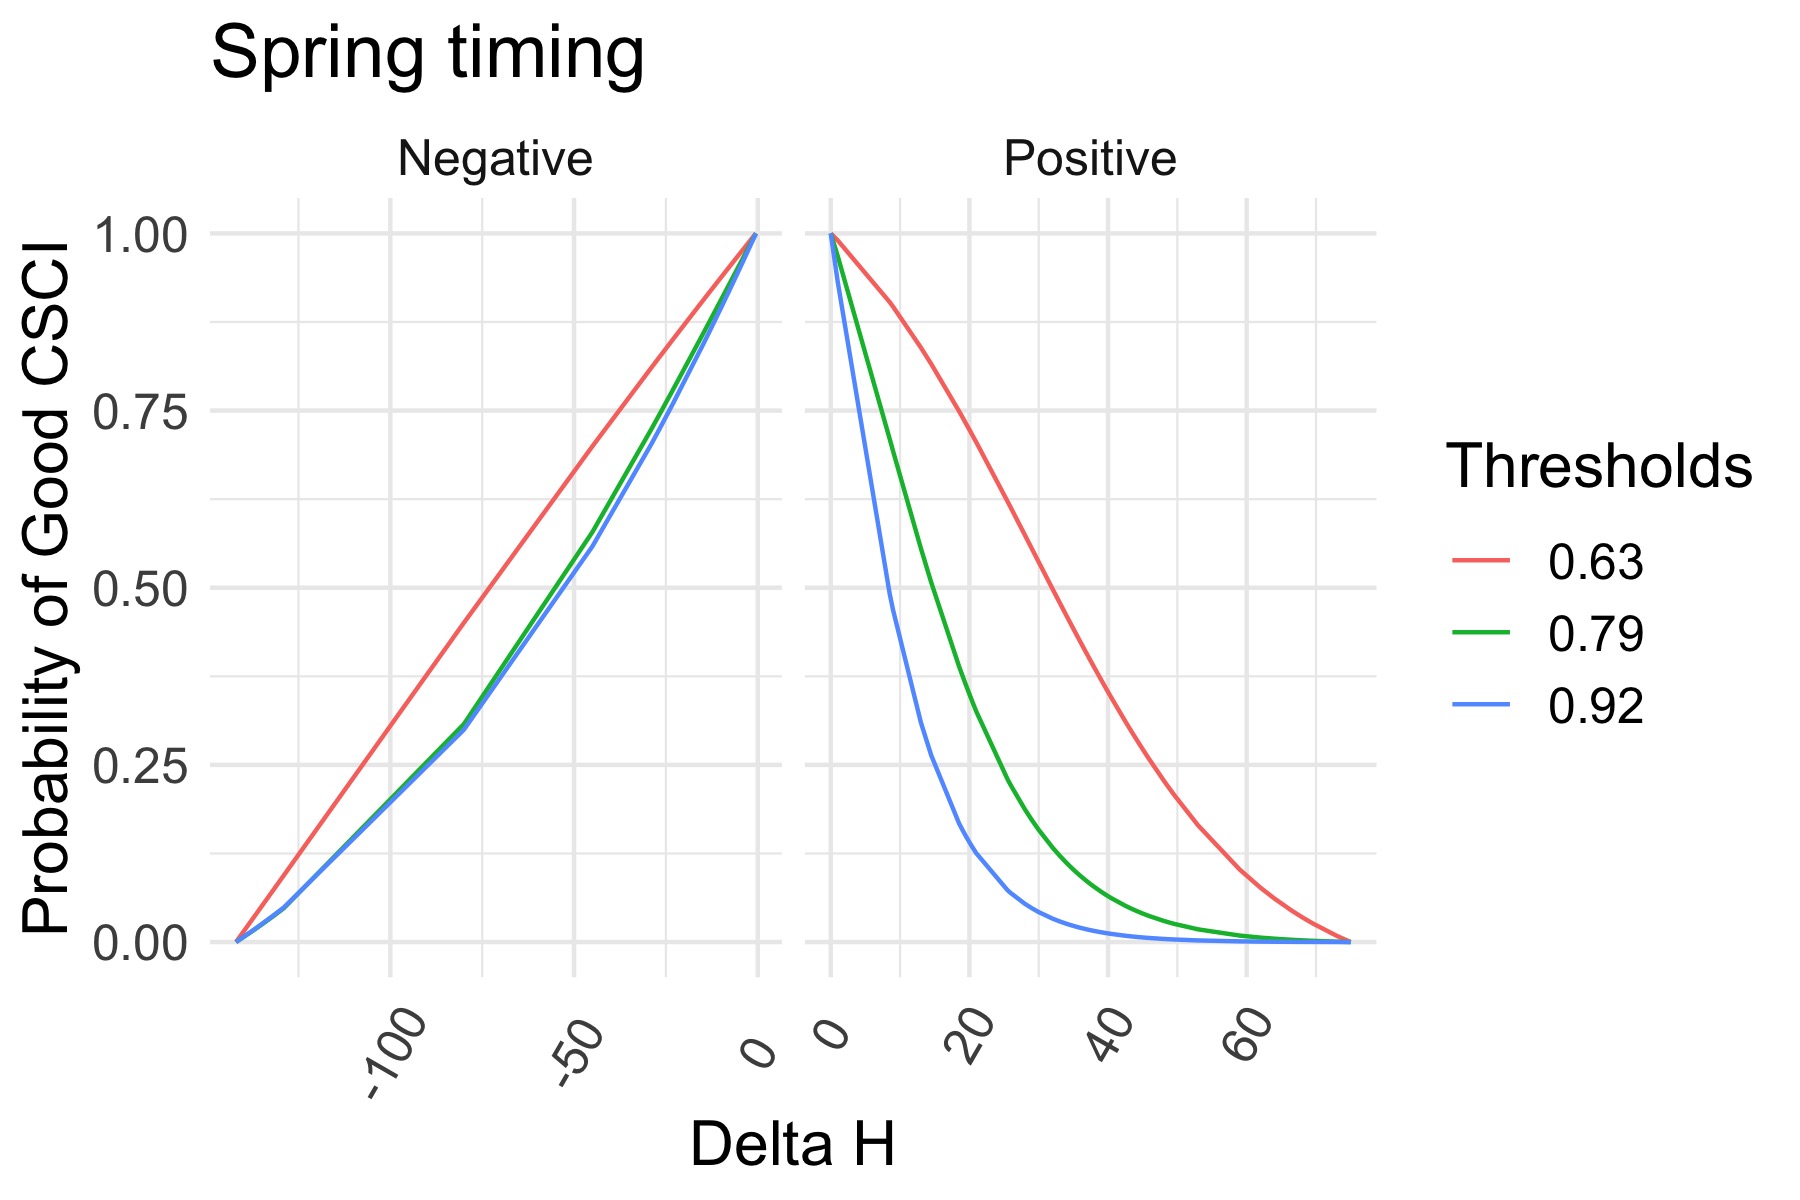 Spring timing
Negative
Positive
Probability of Good CSCI
1.00
0.75
0.50
0.25
0.00
-100
-50
0
0
20
40
60
Delta H
Thresholds
0.63
0.79
0.92